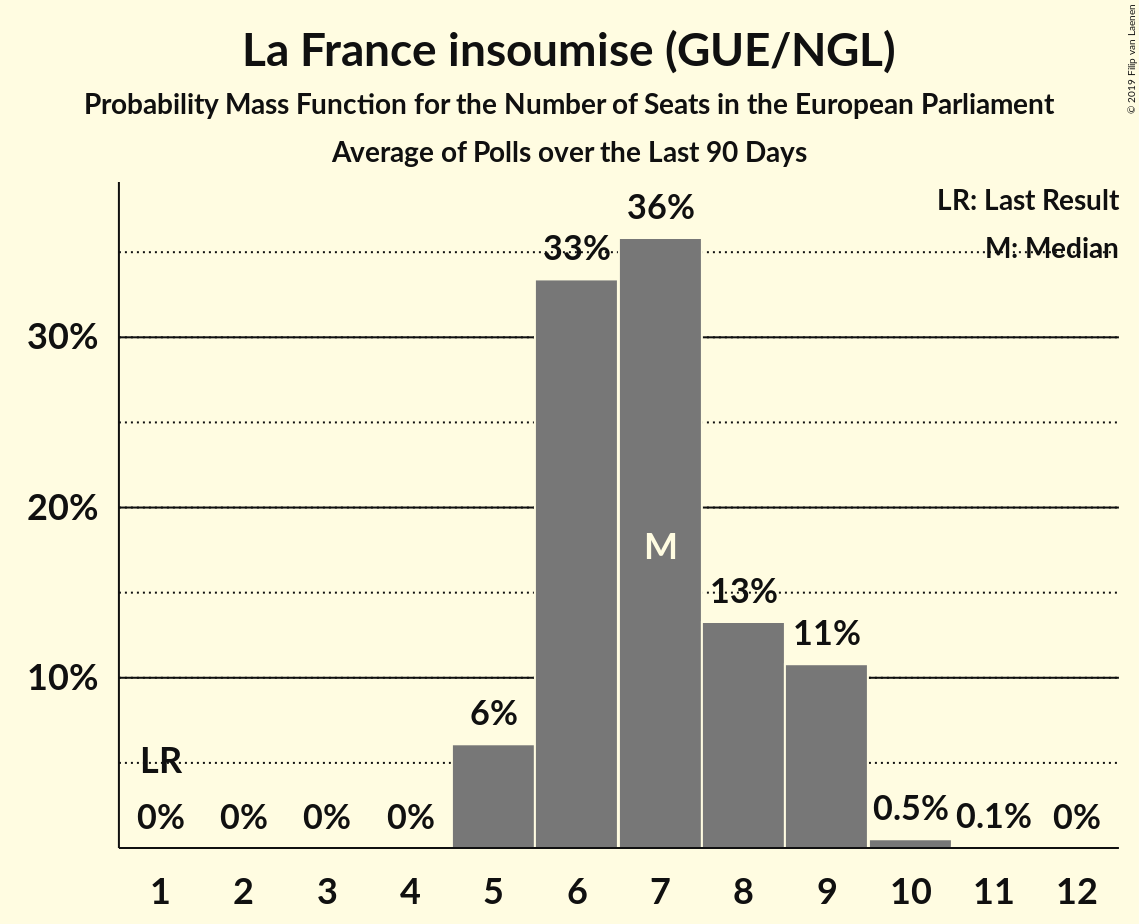 La France insoumise (GUE/NGL)
Probability Mass Function for the Number of Seats in the European Parliament
Average of Polls over the Last 90 Days
© 2019 Filip van Laenen
LR: Last Result
M: Median
36%
33%
30%
20%
M
13%
11%
10%
6%
LR
0% 0% 0% 0% 0.5% 0.1% 0%
1 2 3 4 5 6 7 8 9 10 11 12